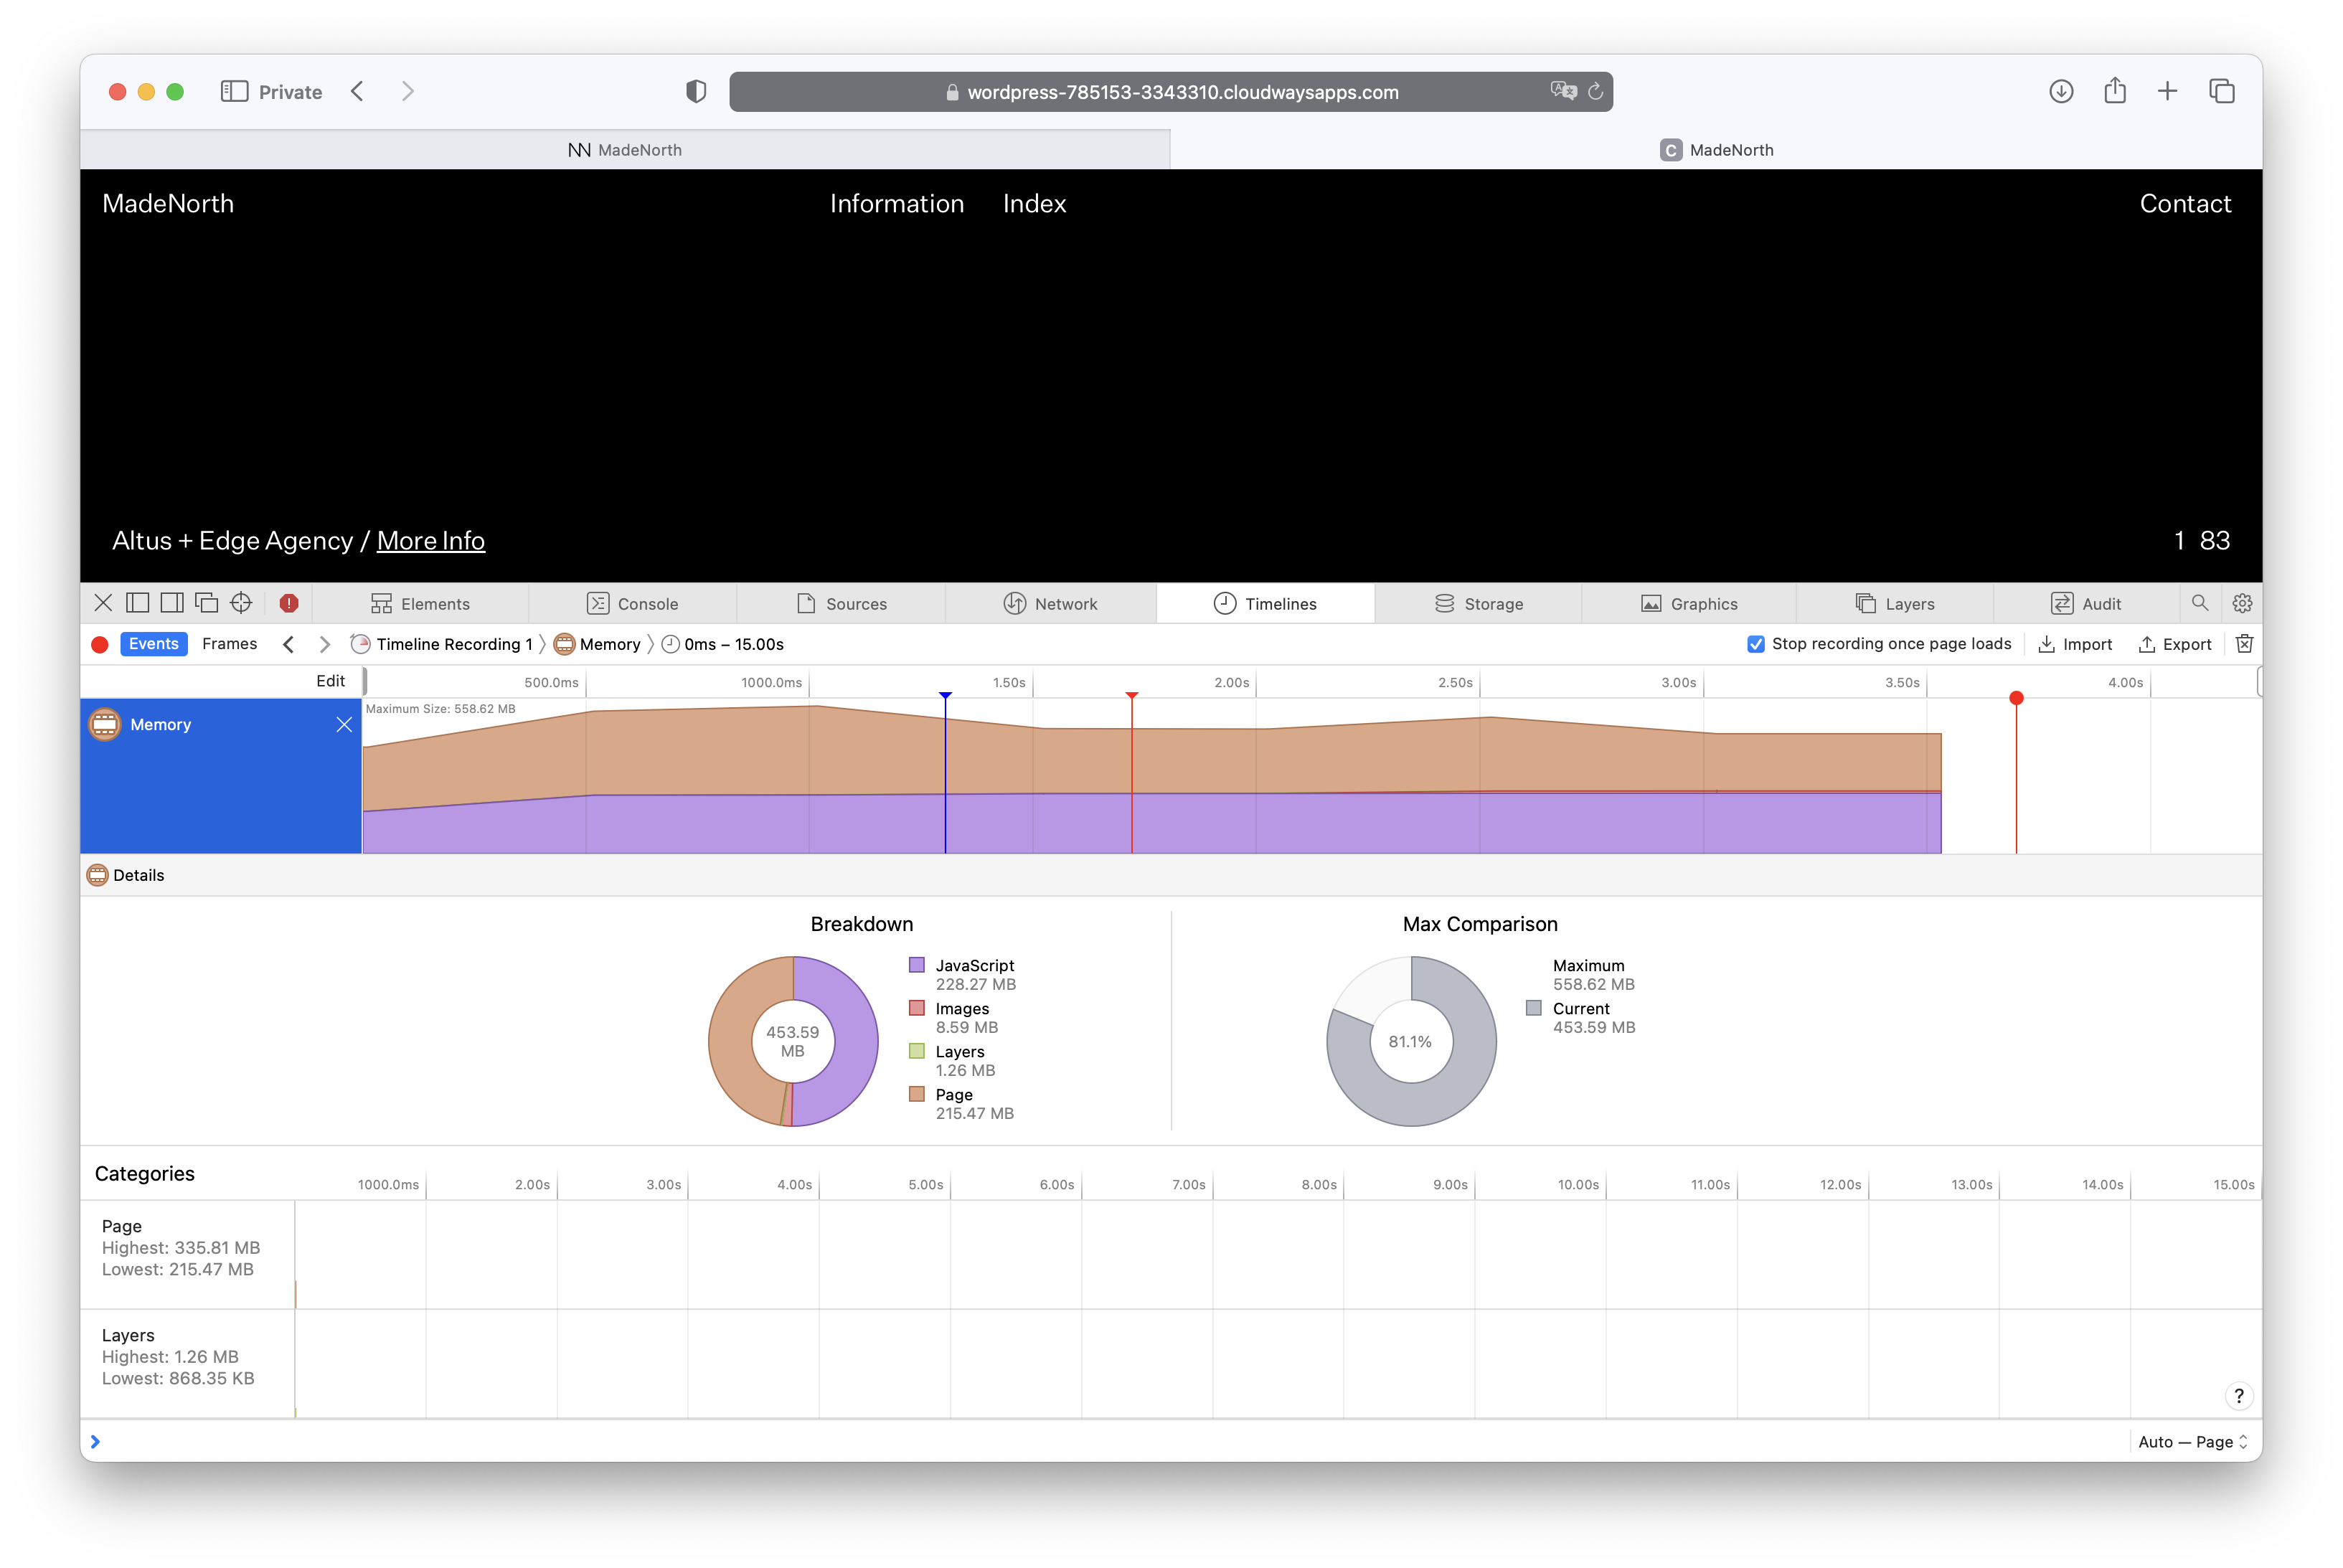 Private
wordpress-785153-3343310.cloudwaysapps.com
MadeNorth
C MadeNorth
MadeNorth Information Index Contact
Altus + Edge Agency / More Info 1 83
Elements Console Sources Network Timelines Storage Graphics Layers Audit
Events Frames Timeline Recording 1 Memory 0ms – 15.00s Stop recording once page loads Import Export
Edit 500.0ms 1000.0ms 1.50s 2.00s 2.50s 3.00s 3.50s 4.00s
Maximum Size: 558.62 MB
Memory
Details
Breakdown
453.59
MB
JavaScript
228.27 MB
Images
8.59 MB
Layers
1.26 MB
Page
215.47 MB
Max Comparison
81.1%
Maximum
558.62 MB
Current
453.59 MB
Categories 1000.0ms 2.00s 3.00s 4.00s 5.00s 6.00s 7.00s 8.00s 9.00s 10.00s 11.00s 12.00s 13.00s 14.00s 15.00s
Page
Highest: 335.81 MB
Lowest: 215.47 MB
Layers
Highest: 1.26 MB
Lowest: 868.35 KB
?
Auto — Page